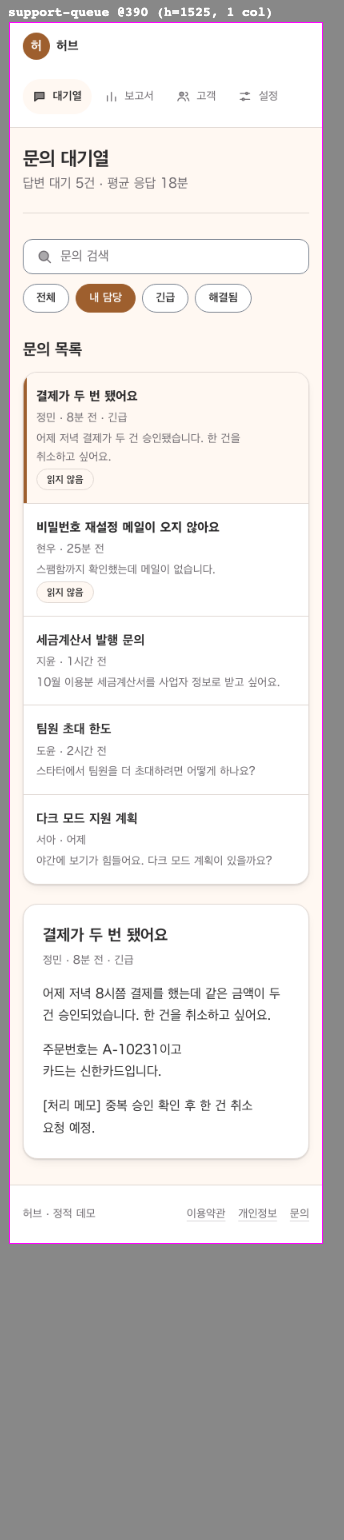 support-queue @390 (h=1525, 1 col)
허 허브
대기열 보고서 고객 설정
문의 대기열
답변 대기 5건 · 평균 응답 18분
문의 검색
전체 내 담당 긴급 해결됨
문의 목록
결제가 두 번 됐어요
정민 · 8분 전 · 긴급
어제 저녁 결제가 두 건 승인됐습니다. 한 건을
취소하고 싶어요.
읽지 않음
비밀번호 재설정 메일이 오지 않아요
현우 · 25분 전
스팸함까지 확인했는데 메일이 없습니다.
읽지 않음
세금계산서 발행 문의
지윤 · 1시간 전
10월 이용분 세금계산서를 사업자 정보로 받고 싶어요.
팀원 초대 한도
도윤 · 2시간 전
스타터에서 팀원을 더 초대하려면 어떻게 하나요?
다크 모드 지원 계획
서아 · 어제
야간에 보기가 힘들어요. 다크 모드 계획이 있을까요?
결제가 두 번 됐어요
정민 · 8분 전 · 긴급
어제 저녁 8시쯤 결제를 했는데 같은 금액이 두
건 승인되었습니다. 한 건을 취소하고 싶어요.
주문번호는 A-10231이고
카드는 신한카드입니다.
[처리 메모] 중복 승인 확인 후 한 건 취소
요청 예정.
허브 · 정적 데모 이용약관 개인정보 문의